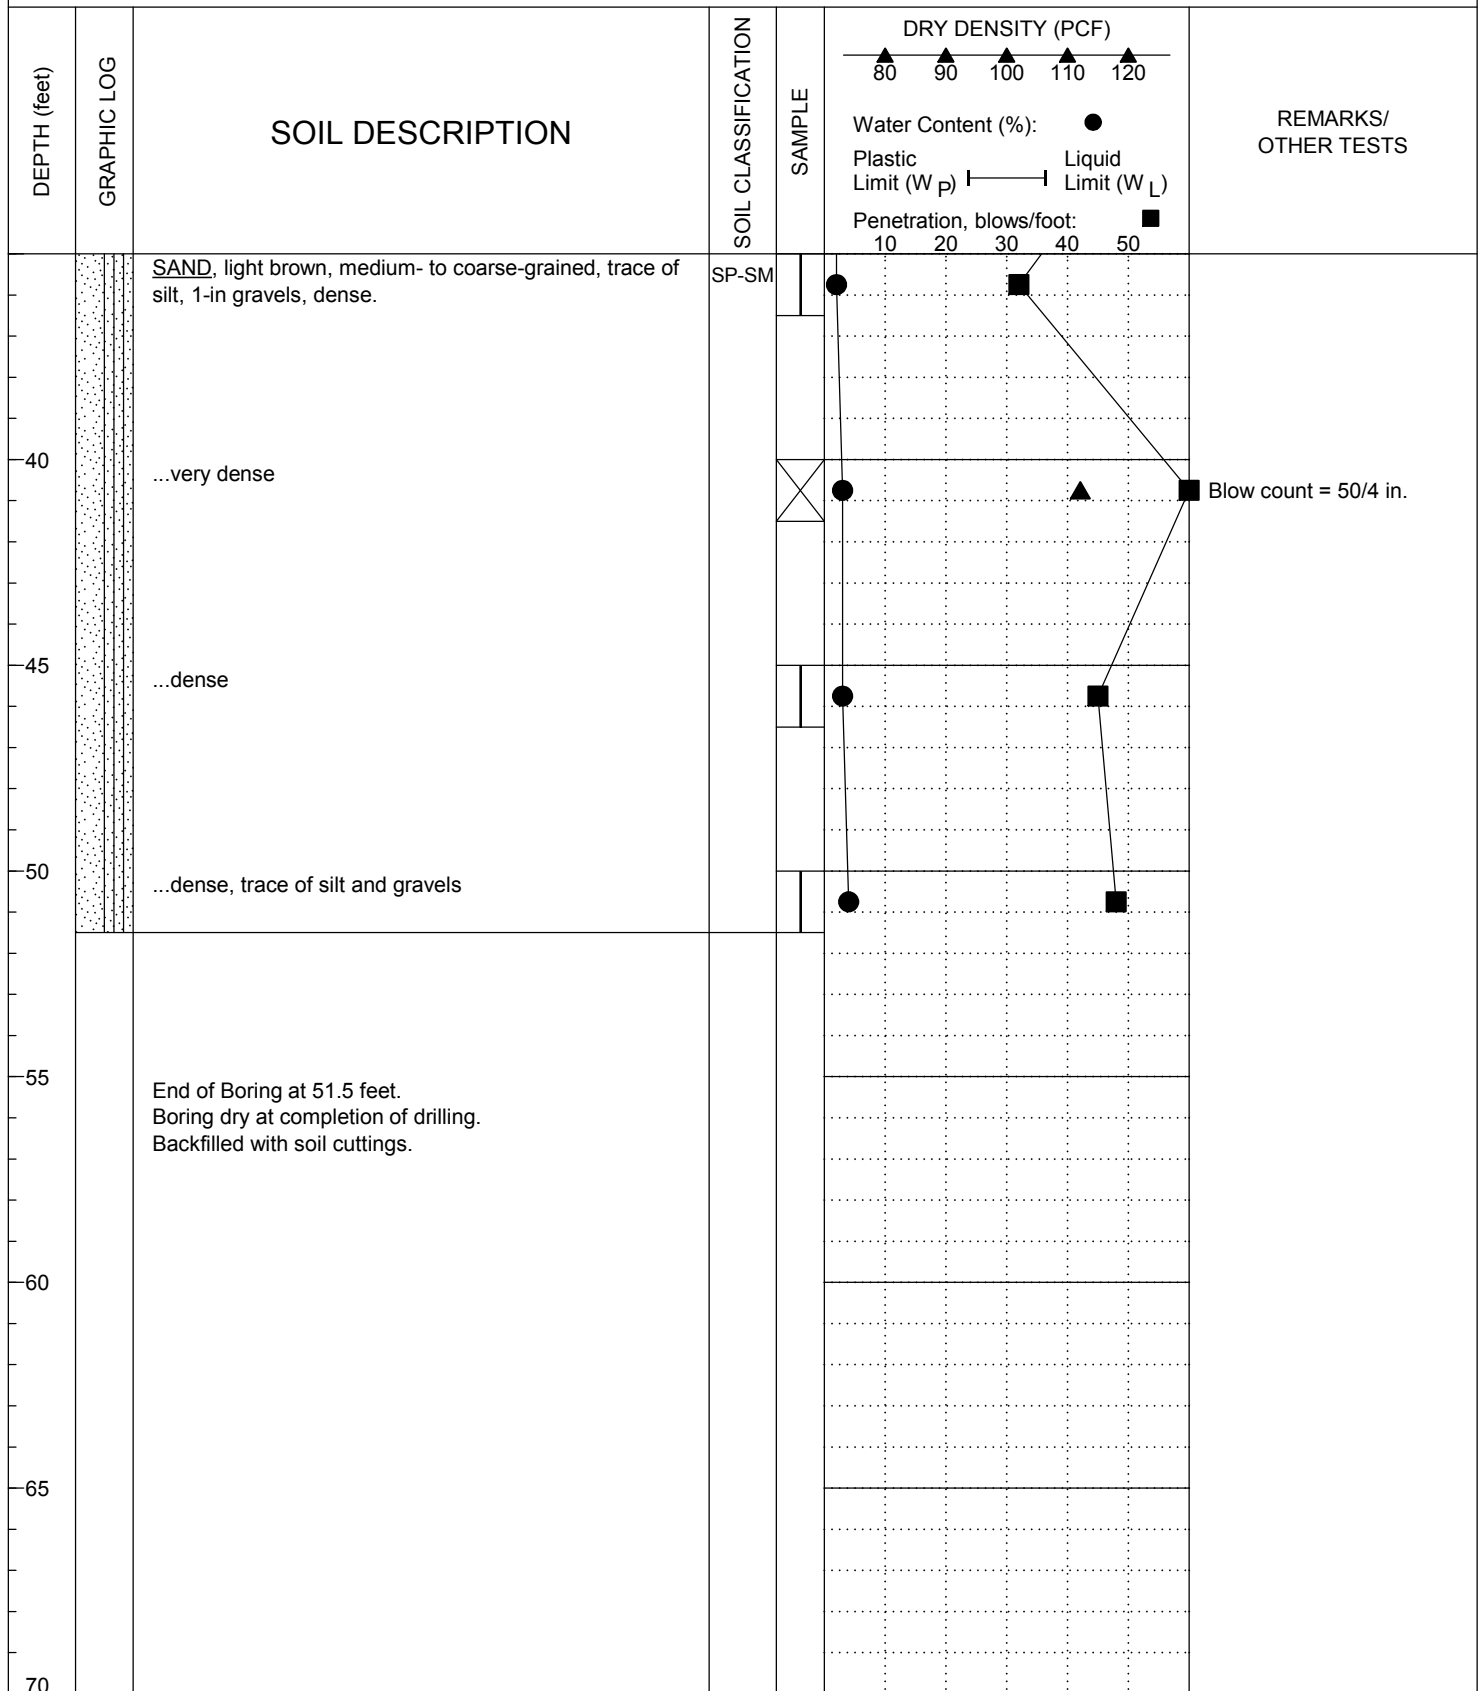 DEPTH (feet)
GRAPHIC LOG
SOIL DESCRIPTION
SOIL CLASSIFICATION
SAMPLE
DRY DENSITY (PCF)
80 90 100 110 120
Water Content (%):
Plastic Limit (W P)
Liquid Limit (W L)
Penetration, blows/foot:
10 20 30 40 50
REMARKS/
OTHER TESTS
SAND, light brown, medium- to coarse-grained, trace of
silt, 1-in gravels, dense.
SP-SM
40
...very dense
Blow count = 50/4 in.
45
...dense
50
...dense, trace of silt and gravels
55
End of Boring at 51.5 feet.
Boring dry at completion of drilling.
Backfilled with soil cuttings.
60
65
70